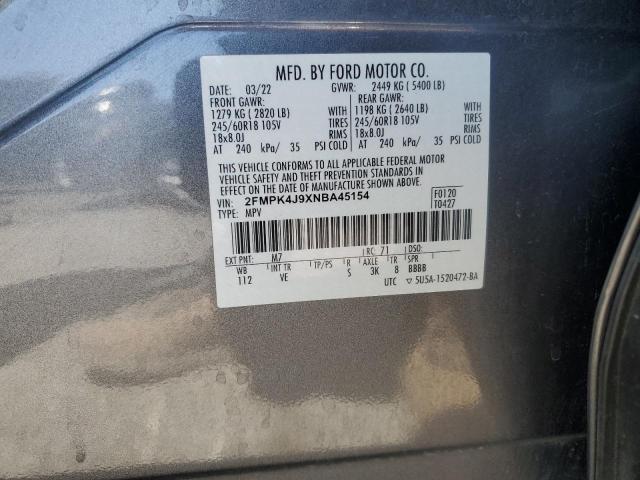 MFD. BY FORD MOTOR CO.
DATE: 03/22 GVWR: 2449 KG ( 5400 LB)
FRONT GAWR: REAR GAWR:
1279 KG ( 2820 LB) WITH 1198 KG ( 2640 LB) WITH
245/60R18 105V TIRES 245/60R18 105V TIRES
18x8.0J RIMS 18x8.0J RIMS
AT 240 kPa/ 35 PSI COLD AT 240 kPa/ 35 PSI COLD
THIS VEHICLE CONFORMS TO ALL APPLICABLE FEDERAL MOTOR
VEHICLE SAFETY AND THEFT PREVENTION STANDARDS IN
EFFECT ON THE DATE OF MANUFACTURE SHOWN ABOVE.
VIN: 2FMPK4J9XNBA45154 F0120
TYPE: MPV T0427
EXT PNT: M7 RC: 71 DSO:
WB INT TR TP/PS R AXLE TR SPR
112 VE S 3K 8 BBBB
UTC ▽ 5U5A-1520472-BA